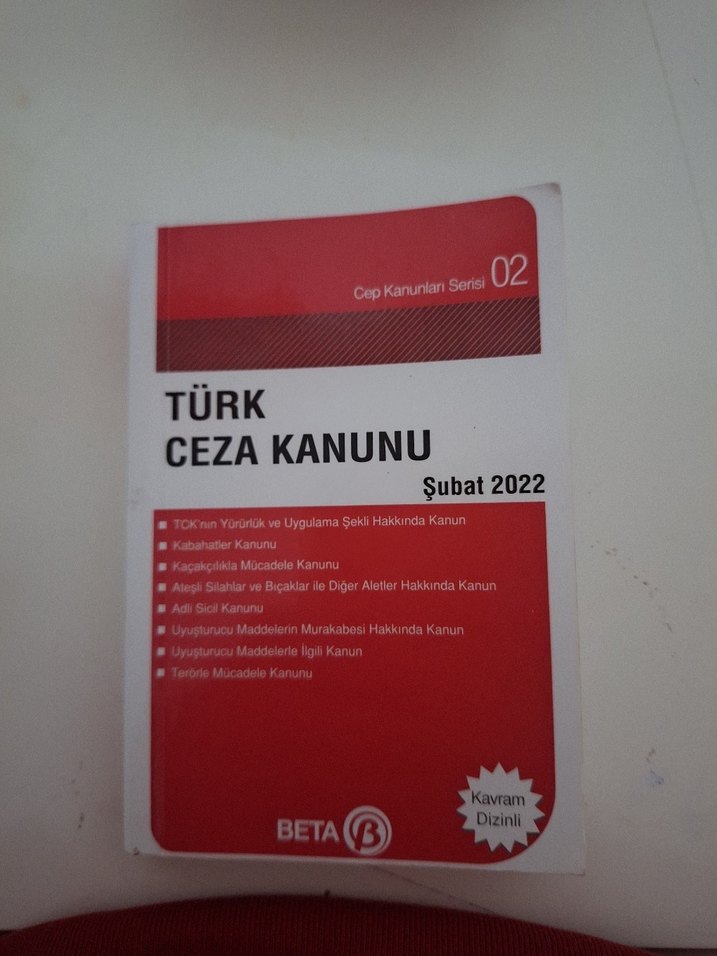 Cep Kanunları Serisi 02
TÜRK
CEZA KANUNU
Şubat 2022
TCK'nın Yürürlük ve Uygulama Şekli Hakkında Kanun
Kabahatler Kanunu
Kaçakçılıkla Mücadele Kanunu
Ateşli Silahlar ve Bıçaklar ile Diğer Aletler Hakkında Kanun
Adli Sicil Kanunu
Uyuşturucu Maddelerin Murakabesi Hakkında Kanun
Uyuşturucu Maddelerle İlgili Kanun
Terörle Mücadele Kanunu
Kavram
Dizinli
BETA B